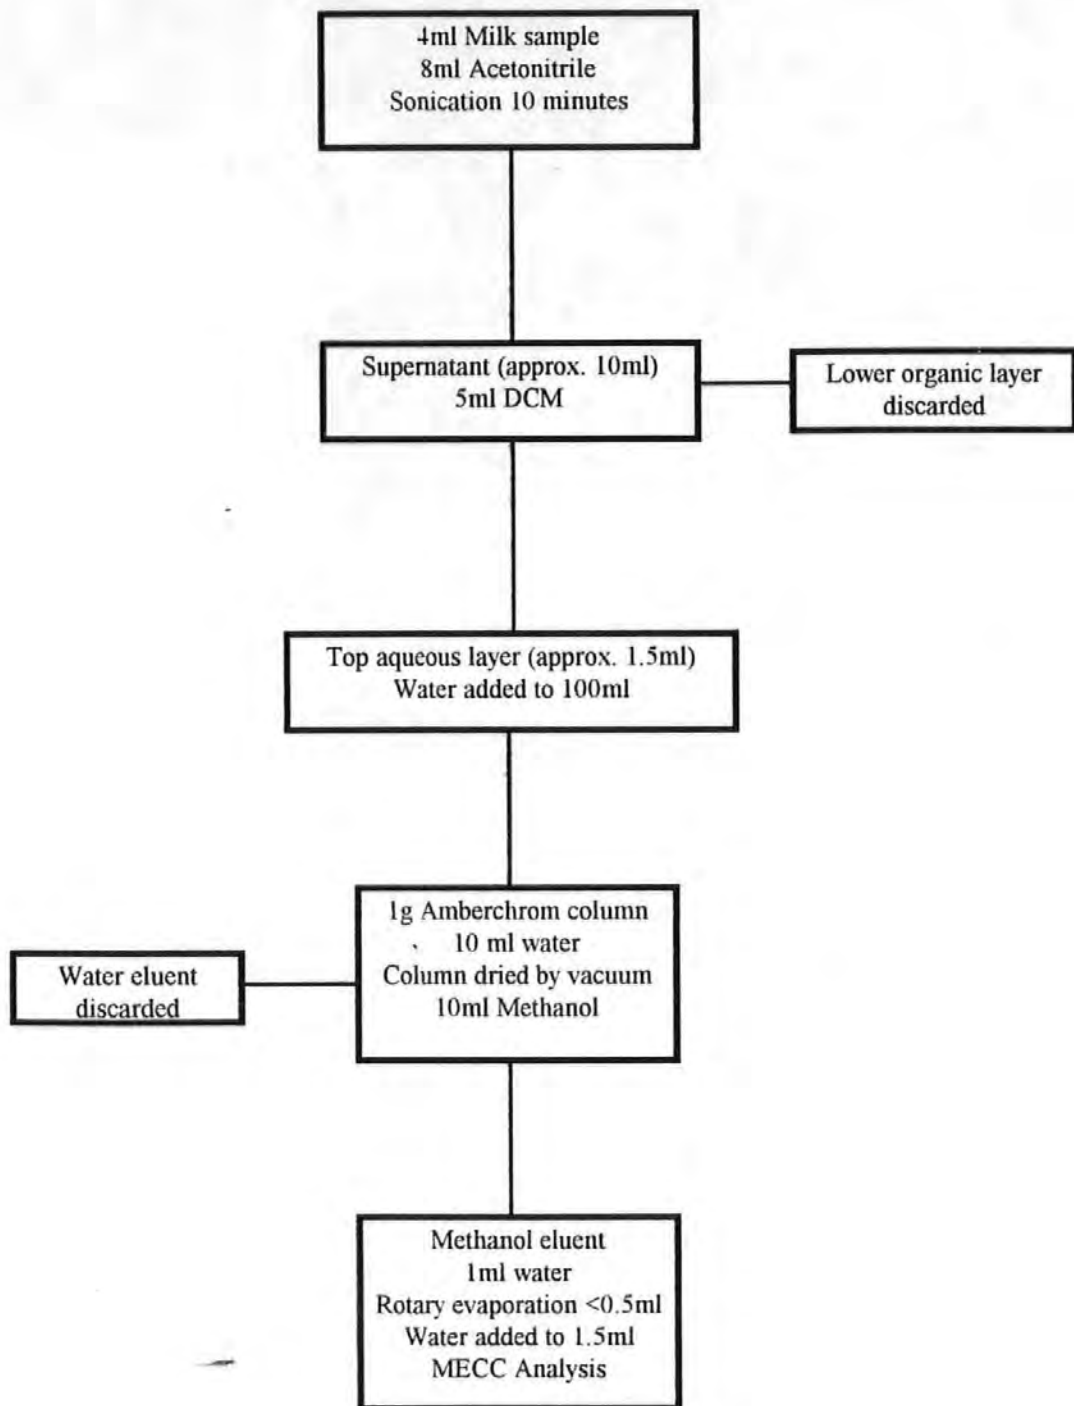 4ml Milk sample
8ml Acetonitrile
Sonication 10 minutes
Supernatant (approx. 10ml)
5ml DCM
Lower organic layer
discarded
Top aqueous layer (approx. 1.5ml)
Water added to 100ml
1g Amberchrom column
10 ml water
Column dried by vacuum
10ml Methanol
Water eluent
discarded
Methanol eluent
1ml water
Rotary evaporation <0.5ml
Water added to 1.5ml
MECC Analysis